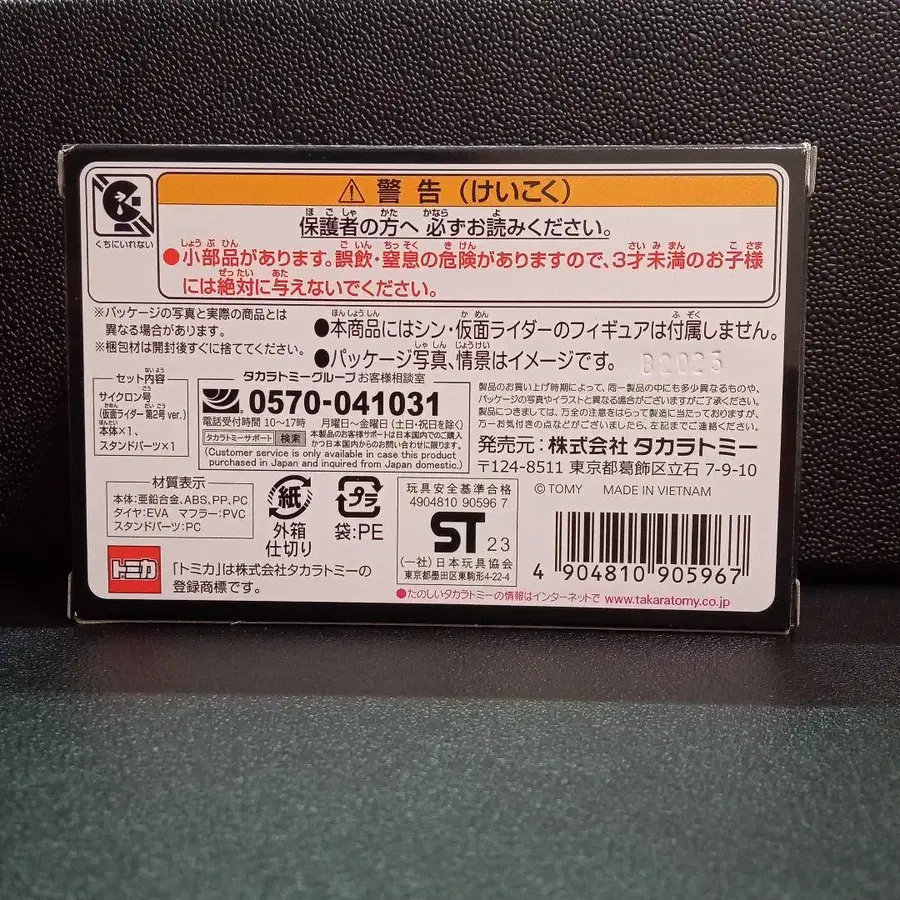 くちにいれない
警告(けいこく)
保護者の方へ 必ずお読みください。
●小部品があります。誤飲・窒息の危険がありますので、3才未満のお子様
には絶対に与えないでください。
※パッケージの写真と実際の商品とは
異なる場合があります。
※梱包材は開封後すぐに捨ててください。
●本商品にはシン・仮面ライダーのフィギュアは付属しません。
●パッケージ写真、情景はイメージです。
B2025
セット内容
サイクロン号
(仮面ライダー第2号 ver.)
本体×1、
スタンドパーツ×1
タカラトミーグループ お客様相談室
0570-041031
電話受付時間 10〜17時 月曜日〜金曜日(土日・祝日を除く)
タカラトミーサポート 検索
本製品のお客様サポートは日本国内でのご購入
かつ日本国内からのお問い合わせに限ります。
(Customer service is only available in case this product
purchased in Japan and inquired from Japan domestic.)
製品のお買い上げ時期によって、同一製品の中にも多少異なるものや、
パッケージの写真やイラストと異なる場合がございますがご了承ください。
製品につきましては、万全の注意をはらって製造に当たっておりますが、
万一お気付きの点などがございましたら、左記までご連絡ください。
発売元:株式会社 タカラトミー
〒124-8511 東京都葛飾区立石 7-9-10
© TOMY MADE IN VIETNAM
材質表示
本体:亜鉛合金、ABS、PP、PC
タイヤ:EVA マフラー:PVC
スタンドパーツ:PC
紙
外箱
仕切り
プラ
袋:PE
玩具安全基準合格
4904810 90596 7
ST 23
(一社)日本玩具協会
東京都墨田区東駒形4-22-4
4 904810 905967
トミカ
「トミカ」は株式会社タカラトミーの
登録商標です。
●たのしいタカラトミーの情報はインターネットで www.takaratomy.co.jp